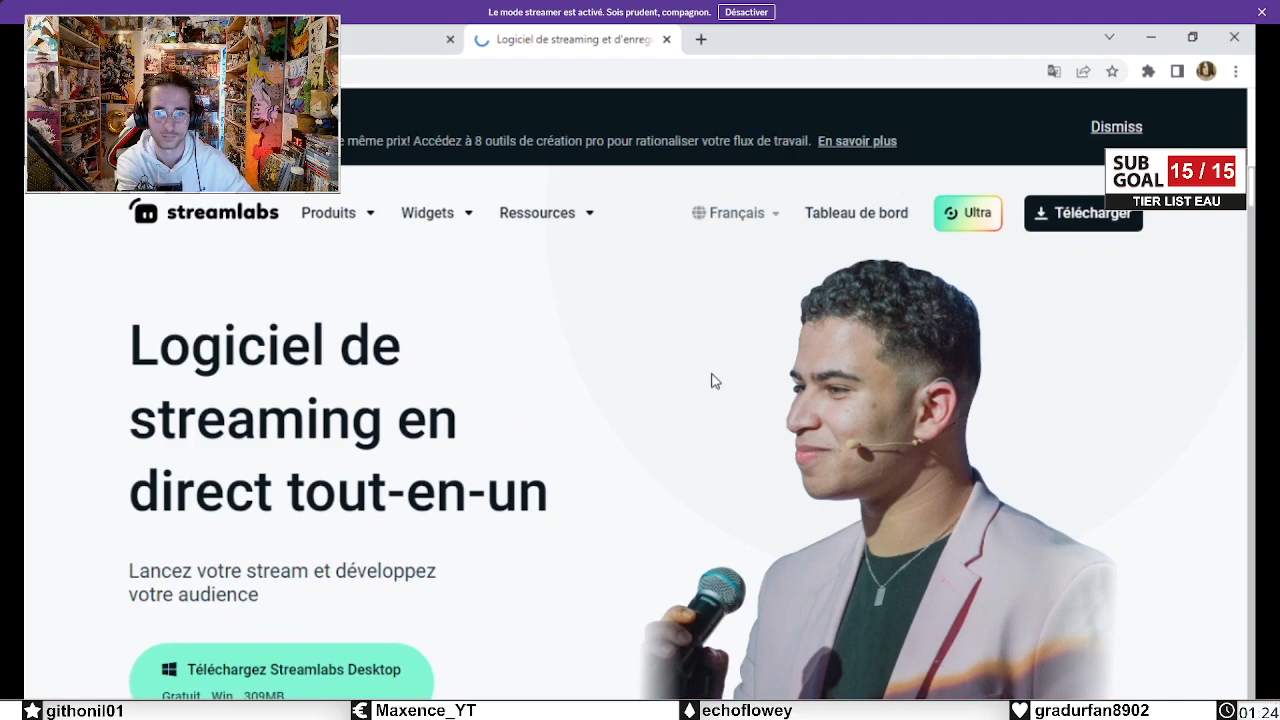 Le mode streamer est activé. Sois prudent, compagnon. Désactiver
Logiciel de streaming et d'enreg
e même prix! Accédez à 8 outils de création pro pour rationaliser votre flux de travail. En savoir plus
Dismiss
SUB GOAL 15 / 15
TIER LIST EAU
streamlabs Produits Widgets Ressources Français Tableau de bord Ultra Télécharger
Logiciel de
streaming en
direct tout-en-un
Lancez votre stream et développez
votre audience
Téléchargez Streamlabs Desktop
Gratuit Win 309MB
githonil01 Maxence_YT echoflowey gradurfan8902 01:24